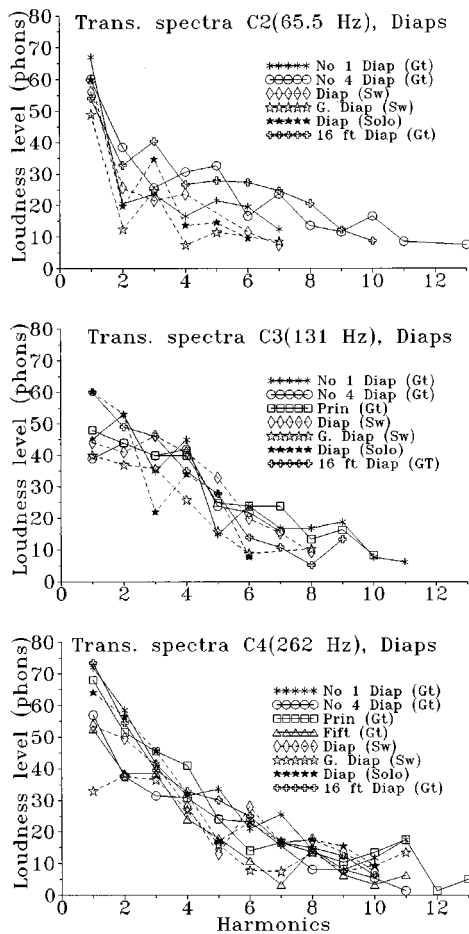 Trans. spectra C2(65.5 Hz), Diaps
Loudness level (phons)
80
70
60
50
40
30
20
10
0
No 1 Diap (Gt)
No 4 Diap (Gt)
Diap (Sw)
G. Diap (Sw)
Diap (Solo)
16 ft Diap (Gt)
0 2 4 6 8 10 12
Trans. spectra C3(131 Hz), Diaps
Loudness level (phons)
80
70
60
50
40
30
20
10
0
No 1 Diap (Gt)
No 4 Diap (Gt)
Prin (Gt)
Diap (Sw)
G. Diap (Sw)
Diap (Solo)
16 ft Diap (GT)
0 2 4 6 8 10 12
Trans. spectra C4(262 Hz), Diaps
Loudness level (phons)
80
70
60
50
40
30
20
10
0
No 1 Diap (Gt)
No 4 Diap (Gt)
Prin (Gt)
Fift (Gt)
Diap (Sw)
G. Diap (Sw)
Diap (Solo)
16 ft Diap (Gt)
0 2 4 6 8 10 12
Harmonics